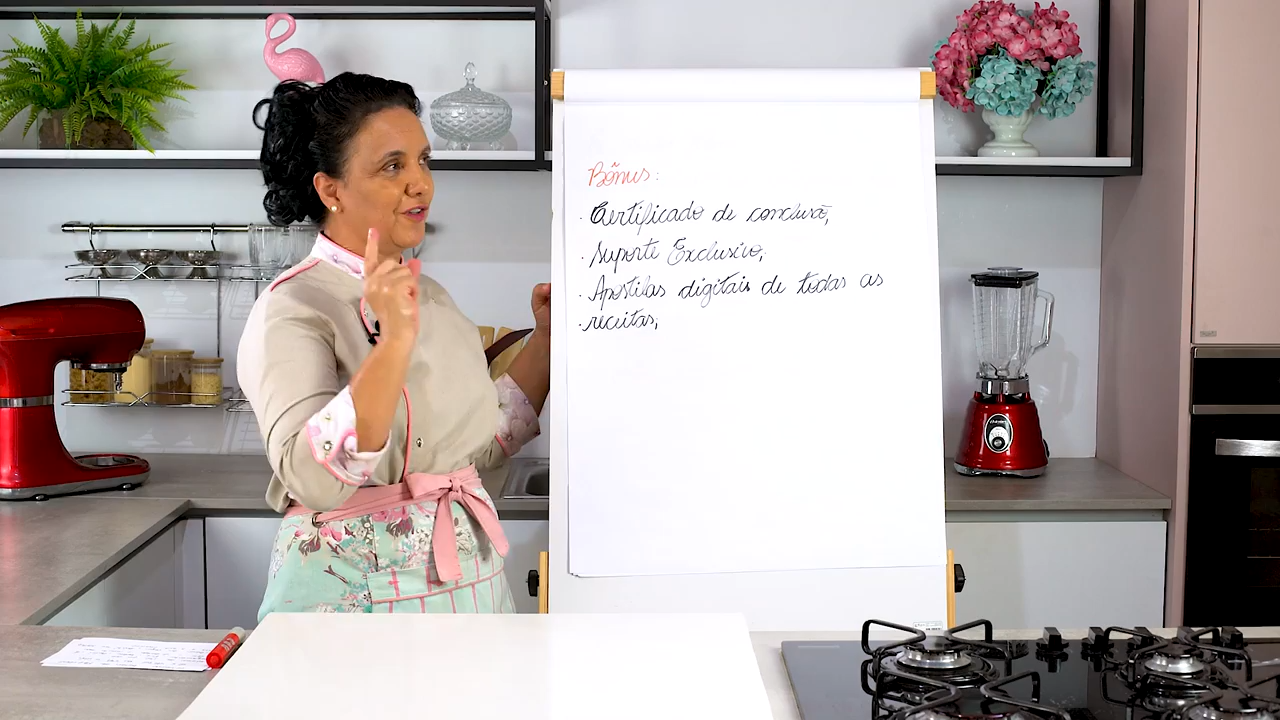 Bônus:
· Certificado de conclusão;
· Suporte Exclusivo;
· Apostilas digitais de todas as
· receitas;